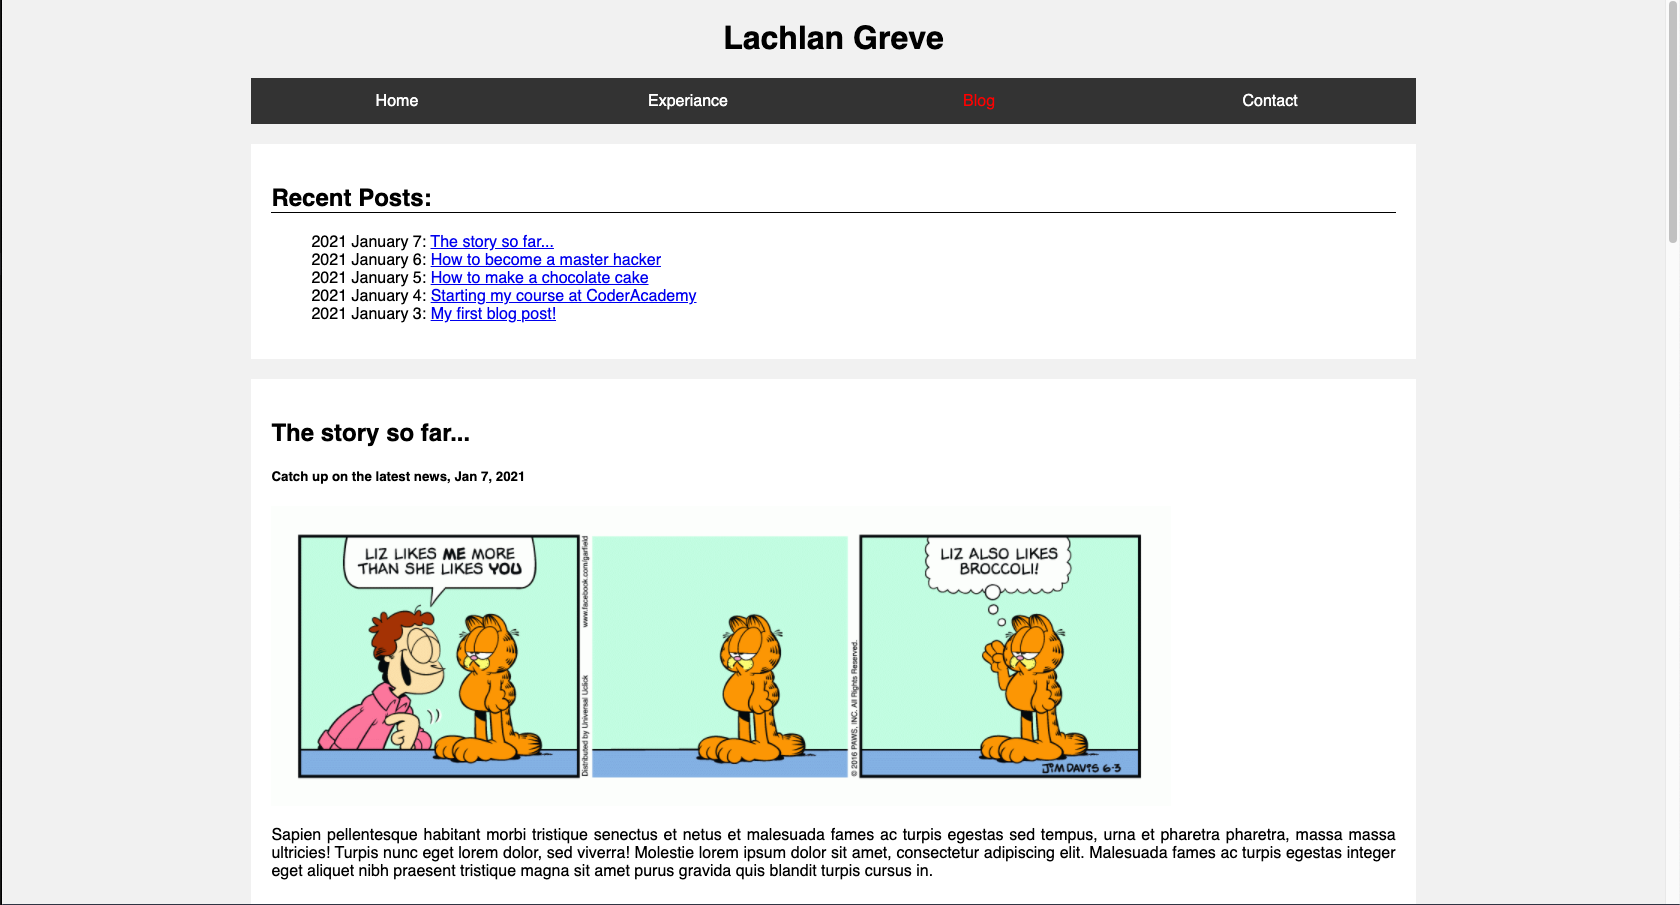 Lachlan Greve
Home Experiance Blog Contact
Recent Posts:
2021 January 7: The story so far...
2021 January 6: How to become a master hacker
2021 January 5: How to make a chocolate cake
2021 January 4: Starting my course at CoderAcademy
2021 January 3: My first blog post!
The story so far...
Catch up on the latest news, Jan 7, 2021
LIZ LIKES ME MORE
THAN SHE LIKES YOU
www.facebook.com/garfield
Distributed by Universal Uclick
© 2016 PAWS, INC. All Rights Reserved.
LIZ ALSO LIKES
BROCCOLI!
JIM DAVIS 6-3
Sapien pellentesque habitant morbi tristique senectus et netus et malesuada fames ac turpis egestas sed tempus, urna et pharetra pharetra, massa massa
ultricies! Turpis nunc eget lorem dolor, sed viverra! Molestie lorem ipsum dolor sit amet, consectetur adipiscing elit. Malesuada fames ac turpis egestas integer
eget aliquet nibh praesent tristique magna sit amet purus gravida quis blandit turpis cursus in.